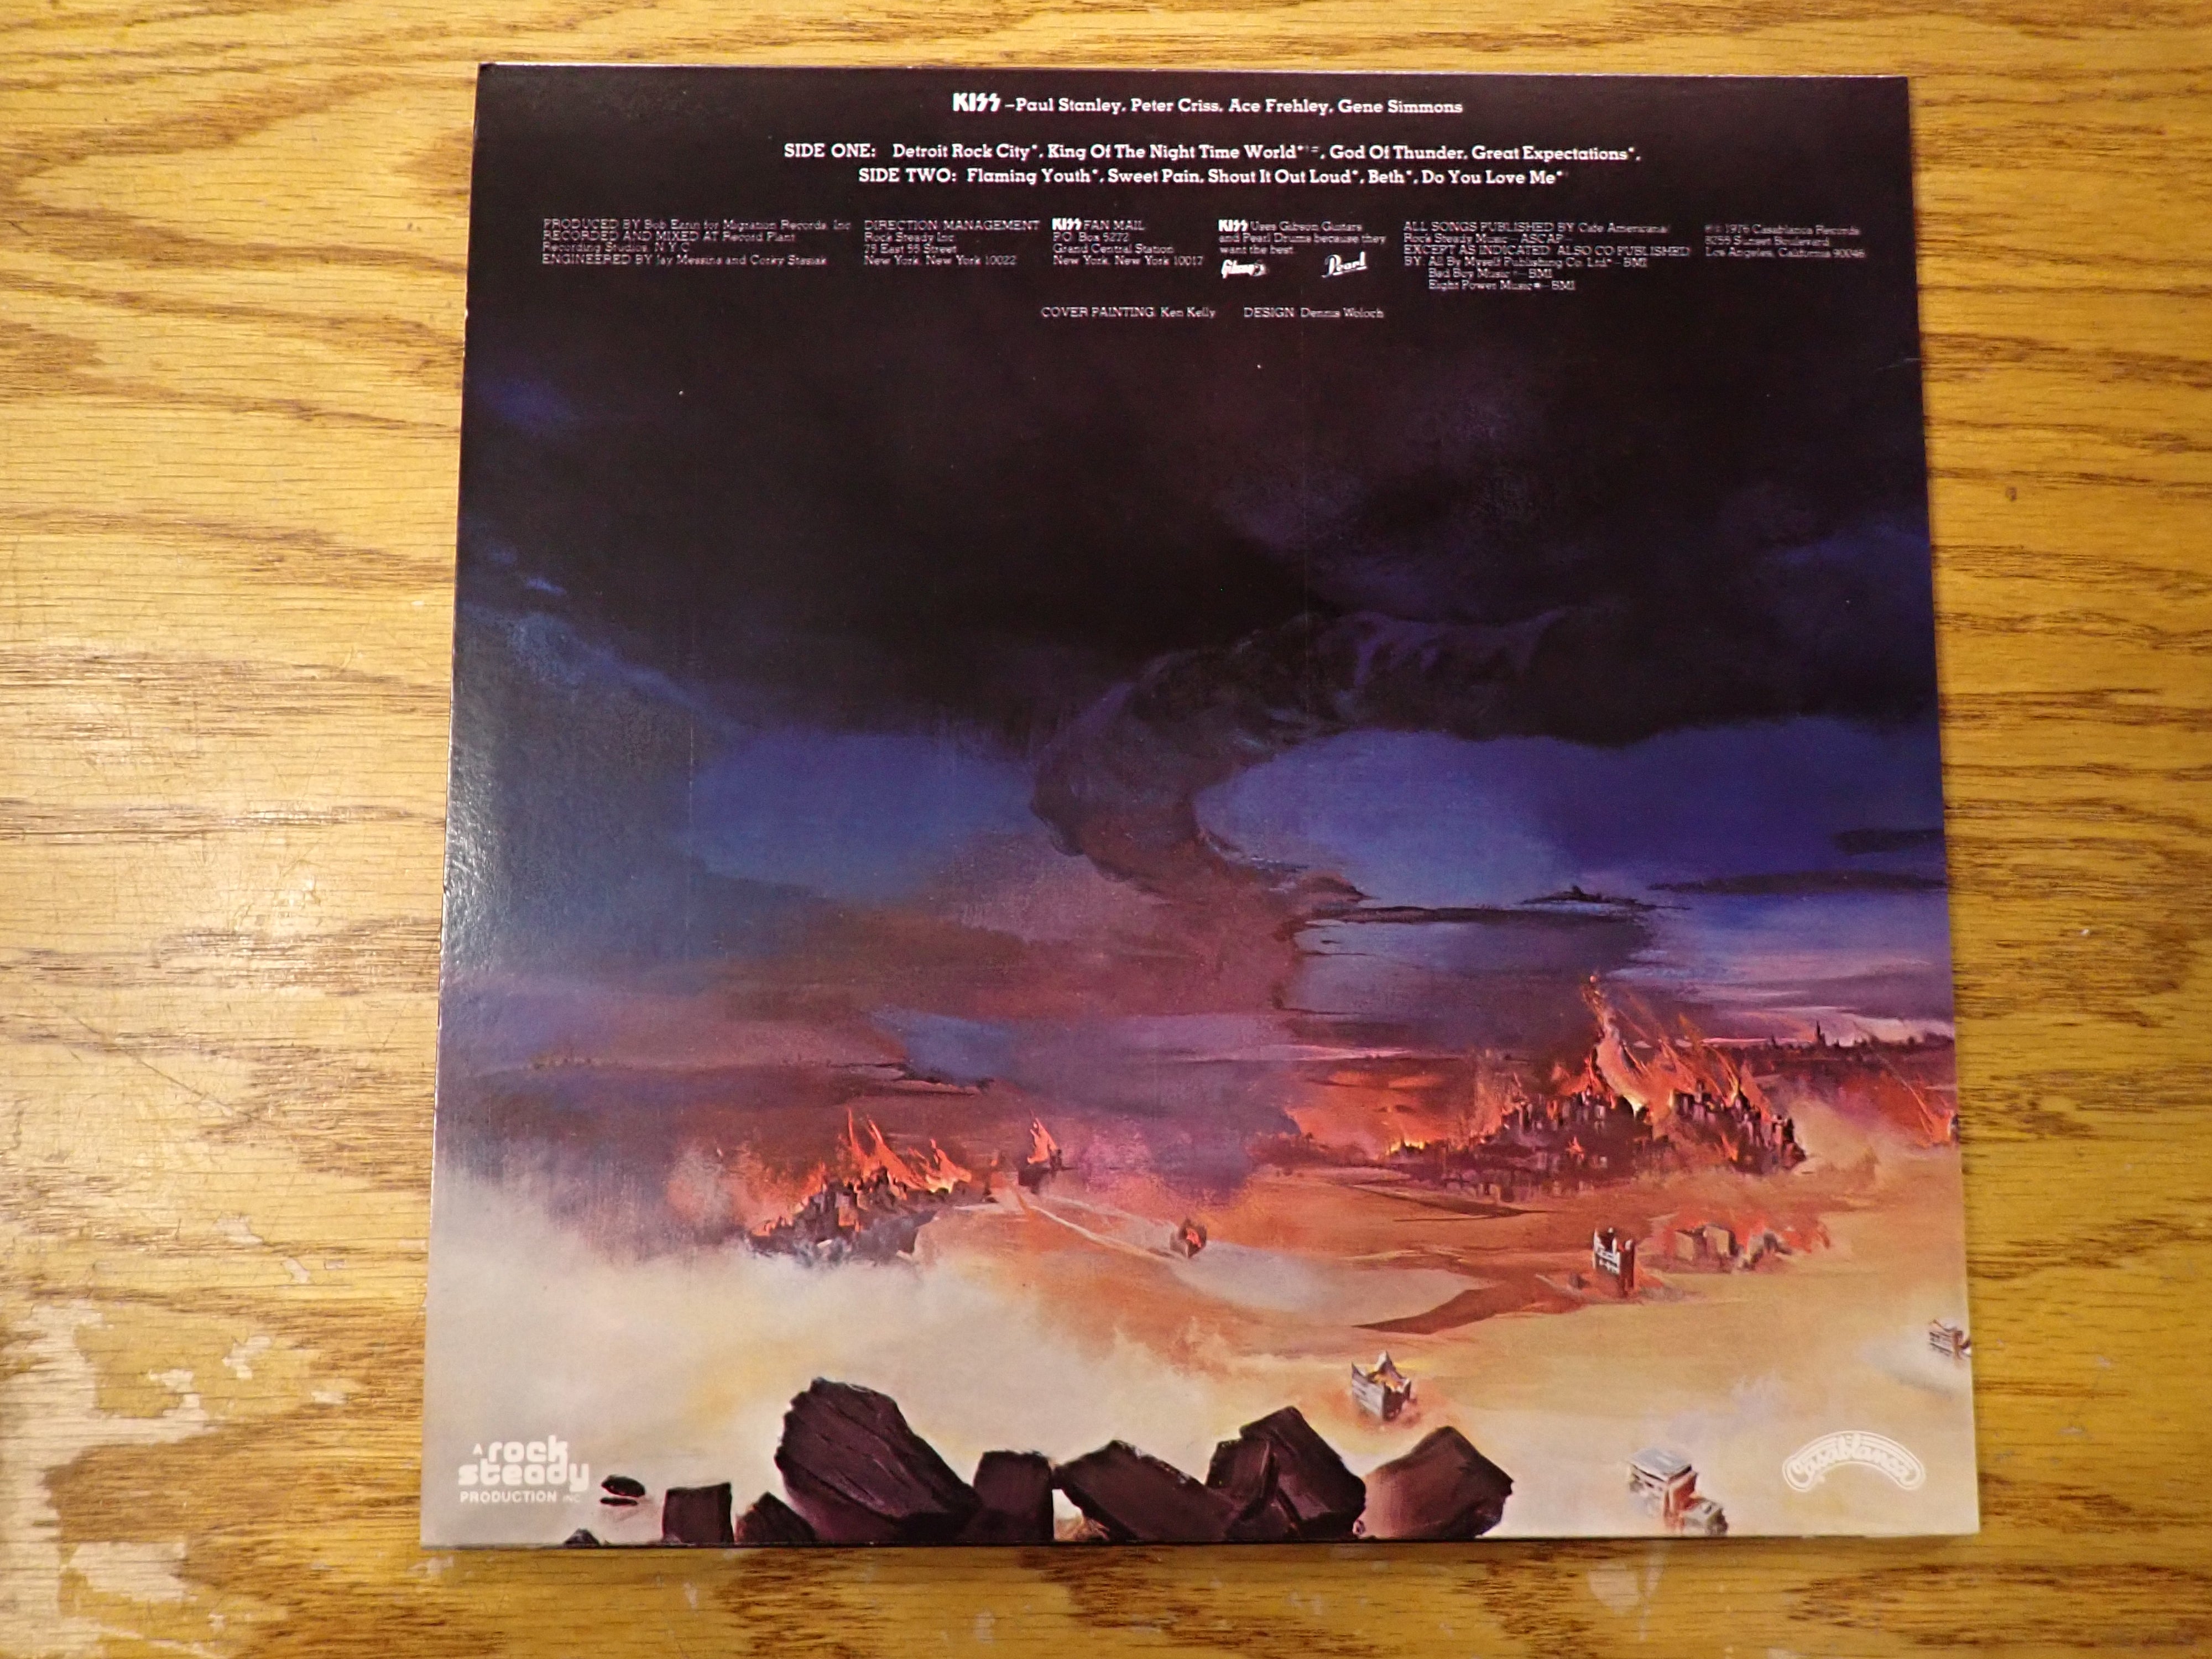 KISS –Paul Stanley, Peter Criss, Ace Frehley, Gene Simmons
SIDE ONE: Detroit Rock City*, King Of The Night Time World*, God Of Thunder, Great Expectations*,
SIDE TWO: Flaming Youth*, Sweet Pain, Shout It Out Loud*, Beth*, Do You Love Me*
PRODUCED BY Bob Ezrin for Migration Records, Inc
RECORDED AND MIXED AT Record Plant
Recording Studios, N.Y.C.
ENGINEERED BY Jay Messina and Corky Stasiak
DIRECTION/MANAGEMENT
Rock Steady Inc
75 East 55 Street
New York, New York 10022
KISS FAN MAIL
P.O. Box 5272
Grand Central Station
New York, New York 10017
KISS Uses Gibson Guitars
and Pearl Drums because they
want the best.
Gibson
Pearl
ALL SONGS PUBLISHED BY Cafe Americana/
Rock Steady Music—ASCAP
EXCEPT AS INDICATED ALSO CO PUBLISHED
BY: All By Myself Publishing Co. Ltd*—BMI
Bad Boy Music —BMI
Eight Power Music —BMI
℗© 1976 Casablanca Records
8255 Sunset Boulevard
Los Angeles, California 90046
COVER PAINTING: Ken Kelly DESIGN: Dennis Woloch
A rock
steady
PRODUCTION INC.
Casablanca